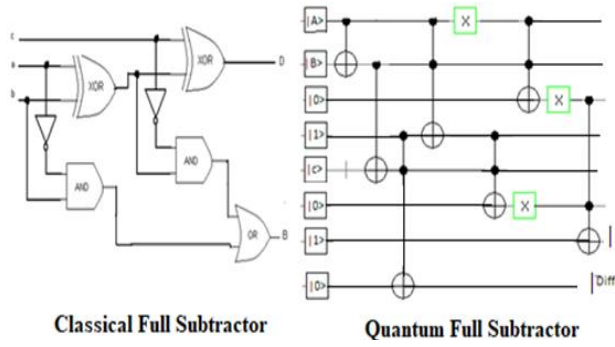 c
a
b
XOR
XOR
D
AND
AND
OR
B
|A>
|B>
|0>
|1>
|c>
|0>
|1>
|0>
X
X
X
|Diff
Classical Full Subtractor
Quantum Full Subtractor